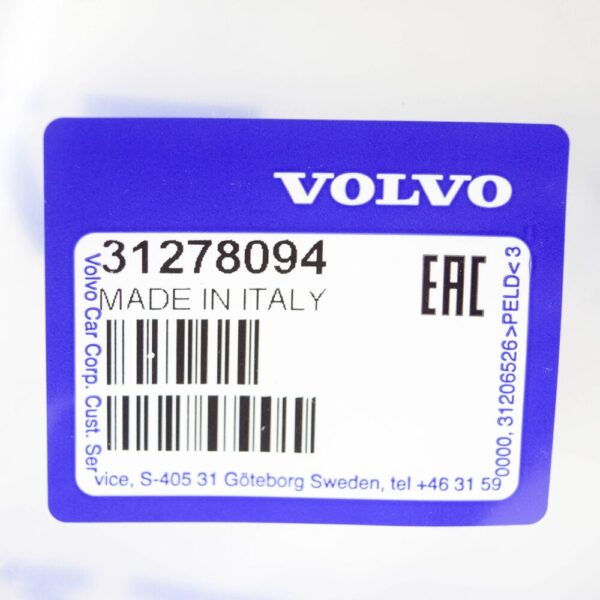 VOLVO
31278094
MADE IN ITALY
EAC
Volvo Car Corp. Cust. Ser
vice, S-405 31 Göteborg Sweden, tel +46 31 59
0000, 31206526 >PELD< 3